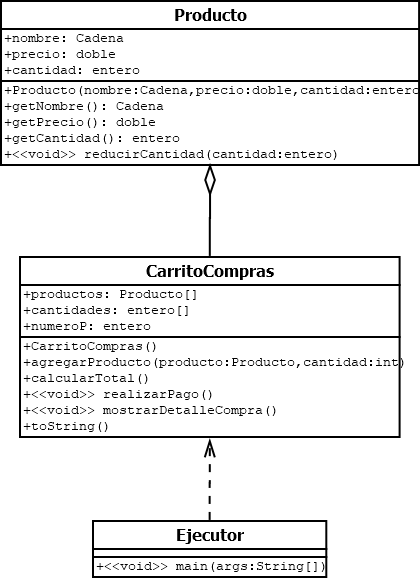 Producto
+nombre: Cadena
+precio: doble
+cantidad: entero
+Producto(nombre:Cadena,precio:doble,cantidad:entero
+getNombre(): Cadena
+getPrecio(): doble
+getCantidad(): entero
+<<void>> reducirCantidad(cantidad:entero)
CarritoCompras
+productos: Producto[]
+cantidades: entero[]
+numeroP: entero
+CarritoCompras()
+agregarProducto(producto:Producto,cantidad:int)
+calcularTotal()
+<<void>> realizarPago()
+<<void>> mostrarDetalleCompra()
+toString()
Ejecutor
+<<void>> main(args:String[])